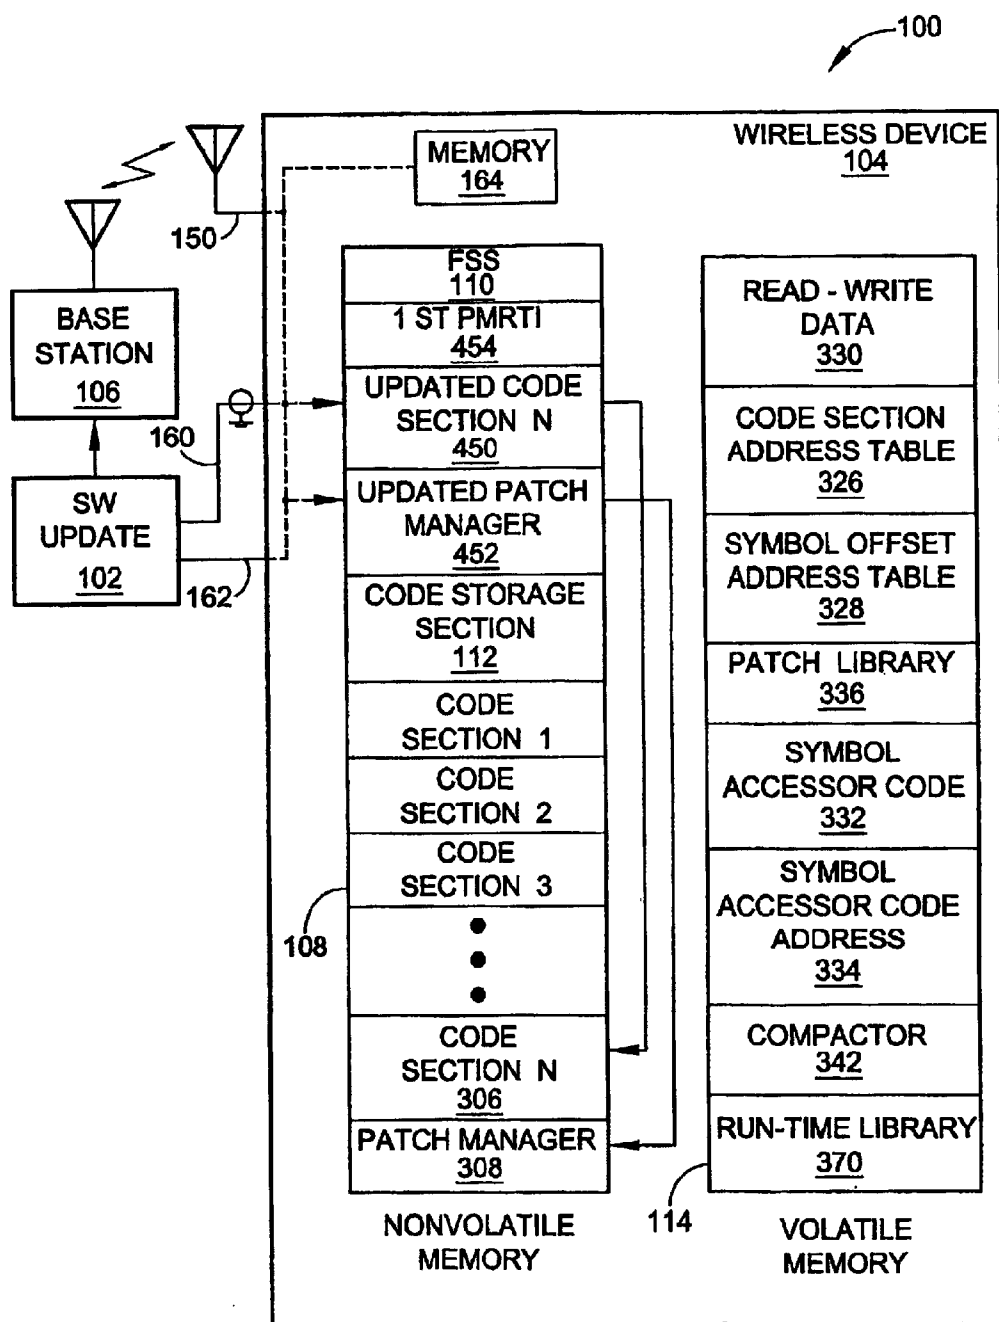 100
WIRELESS DEVICE
104
MEMORY
164
150
BASE
STATION
106
160
SW
UPDATE
102
162
FSS
110
1 ST PMRTI
454
UPDATED CODE
SECTION N
450
UPDATED PATCH
MANAGER
452
CODE STORAGE
SECTION
112
CODE
SECTION 1
CODE
SECTION 2
CODE
SECTION 3
108
CODE
SECTION N
306
PATCH MANAGER
308
NONVOLATILE
MEMORY
READ - WRITE
DATA
330
CODE SECTION
ADDRESS TABLE
326
SYMBOL OFFSET
ADDRESS TABLE
328
PATCH LIBRARY
336
SYMBOL
ACCESSOR CODE
332
SYMBOL
ACCESSOR CODE
ADDRESS
334
COMPACTOR
342
RUN-TIME LIBRARY
370
114
VOLATILE
MEMORY